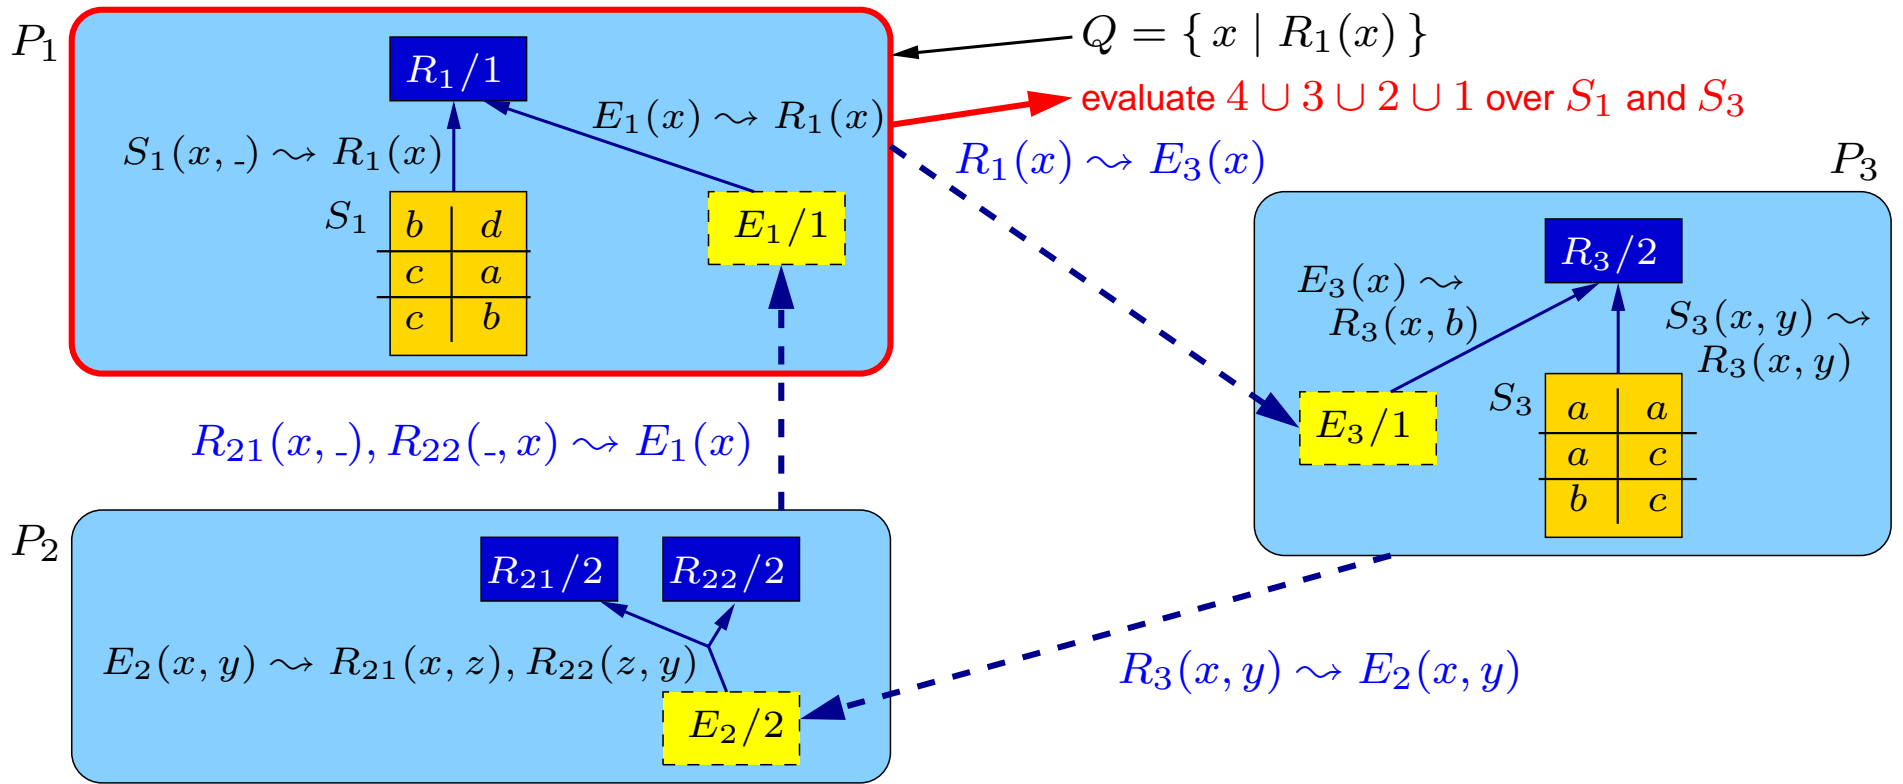 P₁
R₁/1
S₁(x, _) ⇝ R₁(x)
E₁(x) ⇝ R₁(x)
S₁
b d
c a
c b
E₁/1
Q = { x | R₁(x) }
evaluate 4 ∪ 3 ∪ 2 ∪ 1 over S₁ and S₃
R₁(x) ⇝ E₃(x)
P₃
R₃/2
E₃(x) ⇝
R₃(x, b)
S₃(x, y) ⇝
R₃(x, y)
E₃/1
S₃
a a
a c
b c
R₂₁(x, _), R₂₂(_, x) ⇝ E₁(x)
P₂
R₂₁/2
R₂₂/2
E₂(x, y) ⇝ R₂₁(x, z), R₂₂(z, y)
E₂/2
R₃(x, y) ⇝ E₂(x, y)